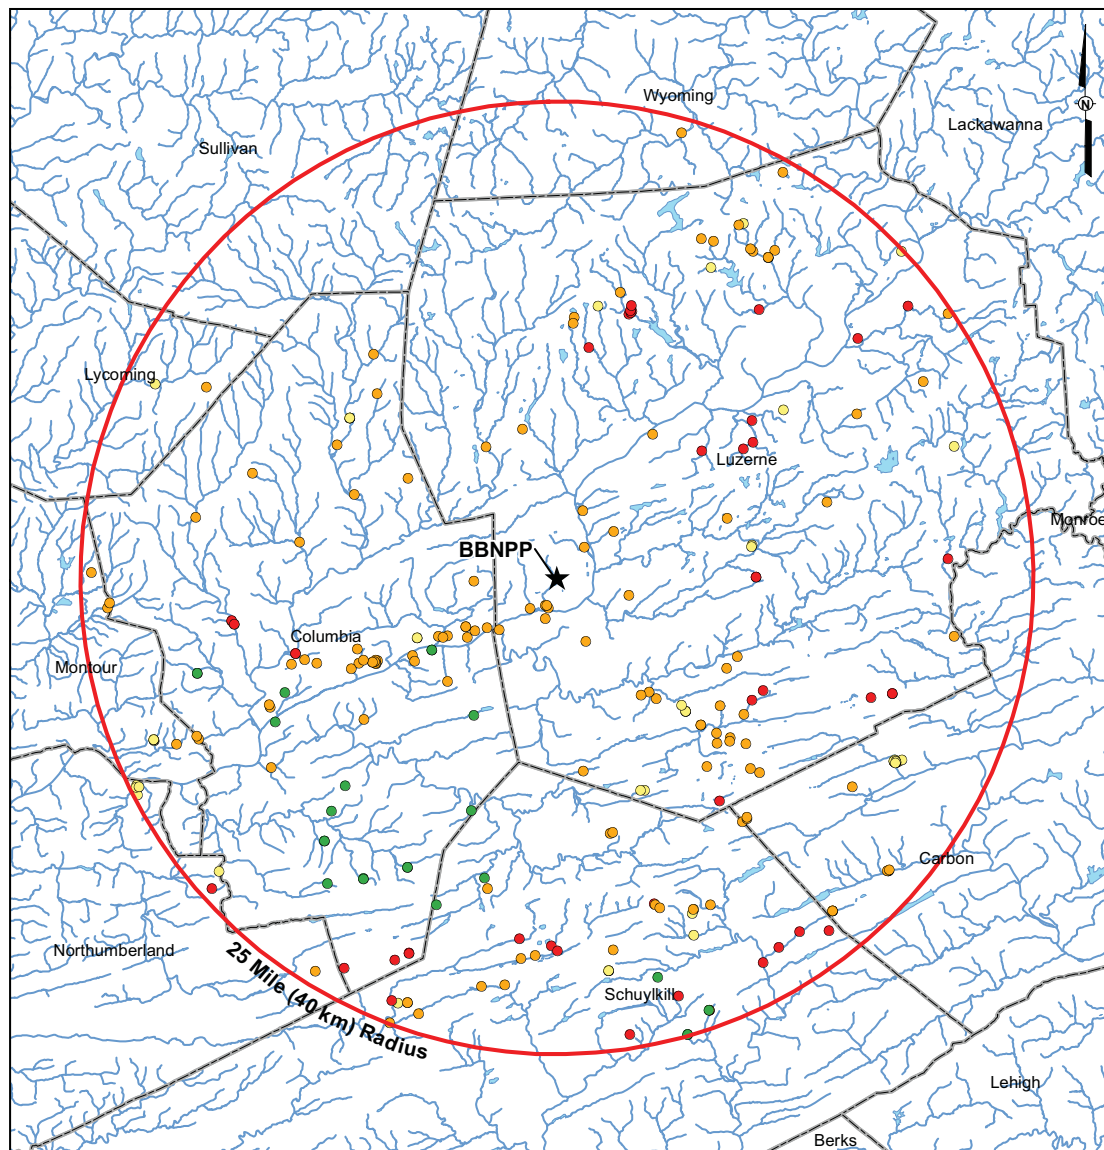 Wyoming
N
Lackawanna
Sullivan
Lycoming
Luzerne
Monroe
BBNPP
Columbia
Montour
Carbon
Northumberland
25 Mile (40 km) Radius
Schuylkill
Lehigh
Berks